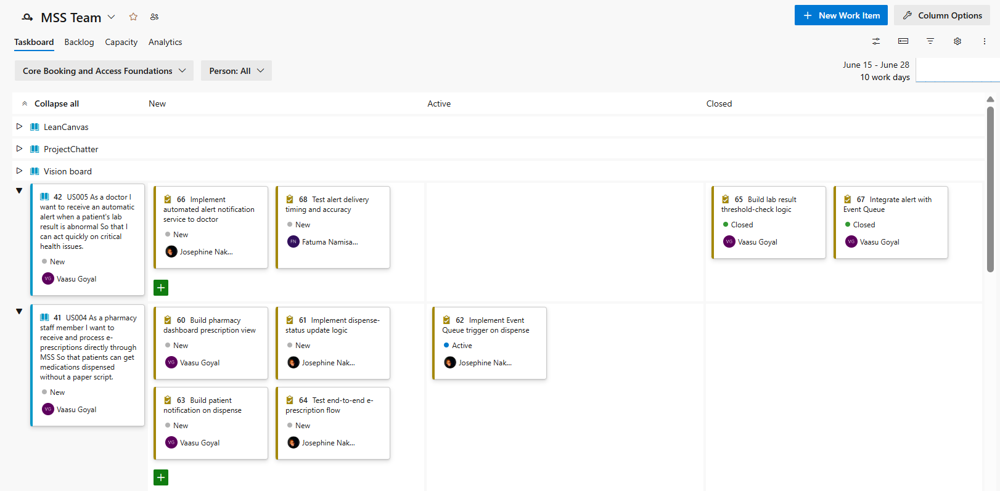 MSS Team
New Work Item
Column Options
Taskboard
Backlog
Capacity
Analytics
Core Booking and Access Foundations
Person: All
June 15 - June 28
10 work days
Collapse all
New
Active
Closed
LeanCanvas
ProjectChatter
Vision board
42 US005 As a doctor I
want to receive an automatic
alert when a patient's lab
result is abnormal So that I
can act quickly on critical
health issues.
New
VG Vaasu Goyal
66 Implement
automated alert notification
service to doctor
New
Josephine Nak...
68 Test alert delivery
timing and accuracy
New
FN Fatuma Namisa...
65 Build lab result
threshold-check logic
Closed
VG Vaasu Goyal
67 Integrate alert with
Event Queue
Closed
VG Vaasu Goyal
41 US004 As a pharmacy
staff member I want to
receive and process e-
prescriptions directly through
MSS So that patients can get
medications dispensed
without a paper script.
New
VG Vaasu Goyal
60 Build pharmacy
dashboard prescription view
New
VG Vaasu Goyal
61 Implement dispense-
status update logic
New
Josephine Nak...
62 Implement Event
Queue trigger on dispense
Active
Josephine Nak...
63 Build patient
notification on dispense
New
VG Vaasu Goyal
64 Test end-to-end e-
prescription flow
New
Josephine Nak...